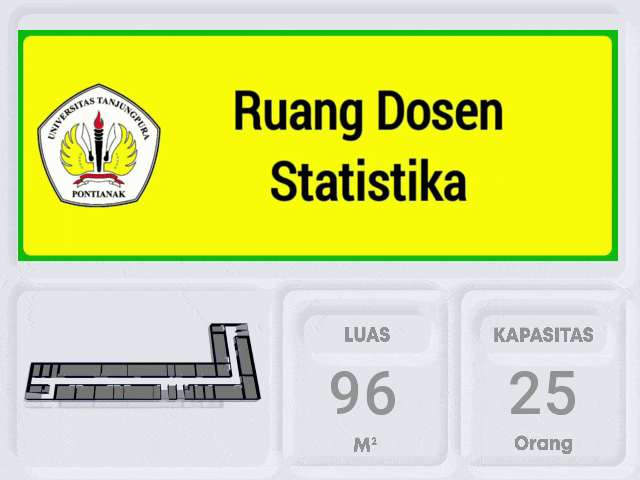 UNIVERSITAS TANJUNGPURA
PONTIANAK
Ruang Dosen
Statistika
LUAS
96
M²
KAPASITAS
25
Orang